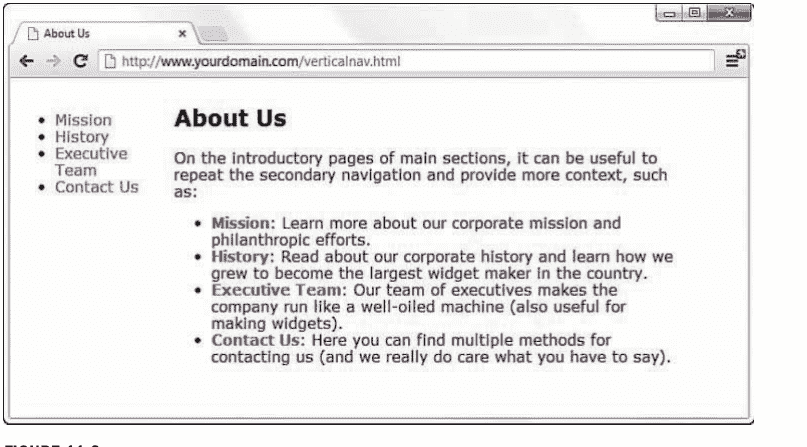 About Us
http://www.yourdomain.com/verticalnav.html
• Mission
• History
• Executive
Team
• Contact Us
About Us
On the introductory pages of main sections, it can be useful to
repeat the secondary navigation and provide more context, such
as:
• Mission: Learn more about our corporate mission and
philanthropic efforts.
• History: Read about our corporate history and learn how we
grew to become the largest widget maker in the country.
• Executive Team: Our team of executives makes the
company run like a well-oiled machine (also useful for
making widgets).
• Contact Us: Here you can find multiple methods for
contacting us (and we really do care what you have to say).